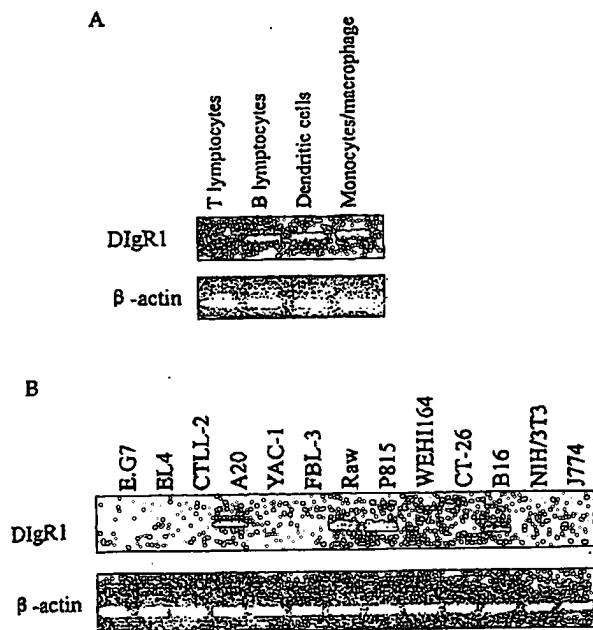 A
T lymphocytes
B lymphocytes
Dendritic cells
Monocytes/macrophage
DIgR1
β-actin
B
E.G7
EL4
CTLL-2
A20
YAC-1
FBL-3
Raw
P815
WEHI164
CT-26
B16
NIH/3T3
J774
DIgR1
β-actin